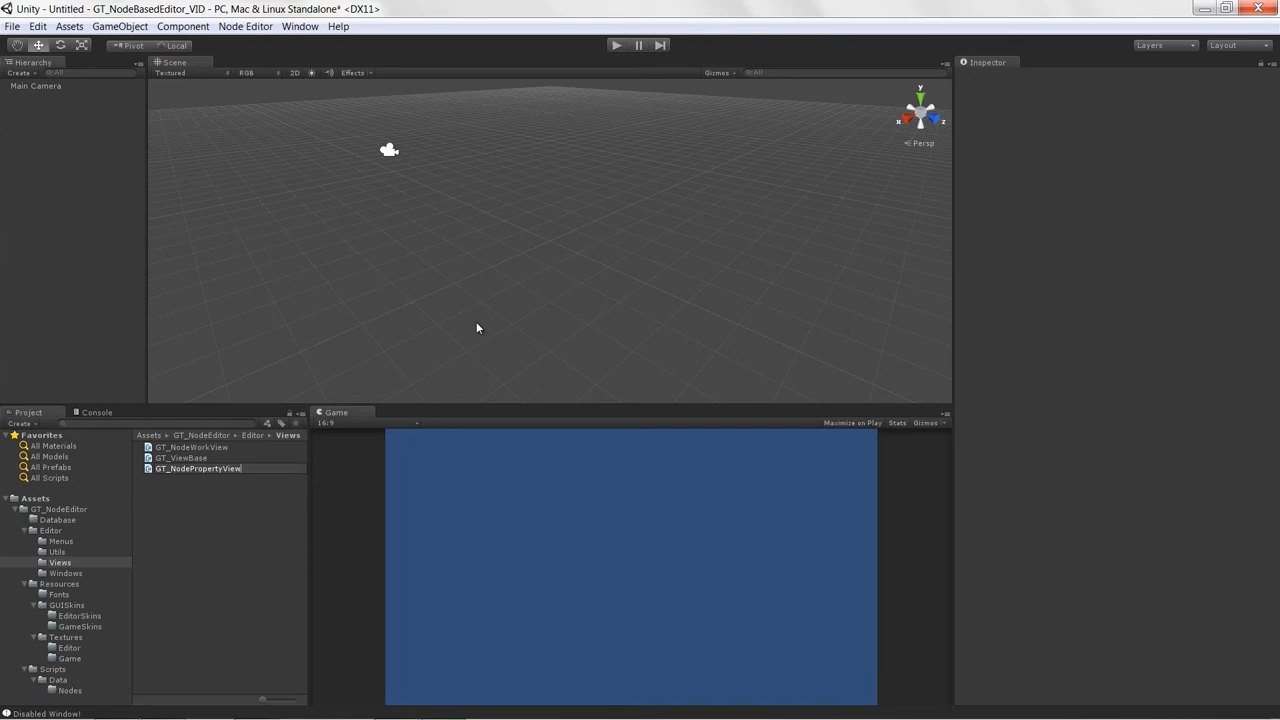 Unity - Untitled - GT_NodeBasedEditor_VID - PC, Mac & Linux Standalone* <DX11>
File Edit Assets GameObject Component Node Editor Window Help
Pivot Local Layers Layout
Hierarchy Scene Inspector
Create All Textured RGB 2D Effects Gizmos All
Main Camera
y
x z
Persp
Project Console Game
Create 16:9 Maximize on Play Stats Gizmos
Favorites Assets GT_NodeEditor Editor Views
All Materials GT_NodeWorkView
All Models GT_ViewBase
All Prefabs GT_NodePropertyView
All Scripts
Assets
GT_NodeEditor
Database
Editor
Menus
Utils
Views
Windows
Resources
Fonts
GUISkins
EditorSkins
GameSkins
Textures
Editor
Game
Scripts
Data
Nodes
Disabled Window!